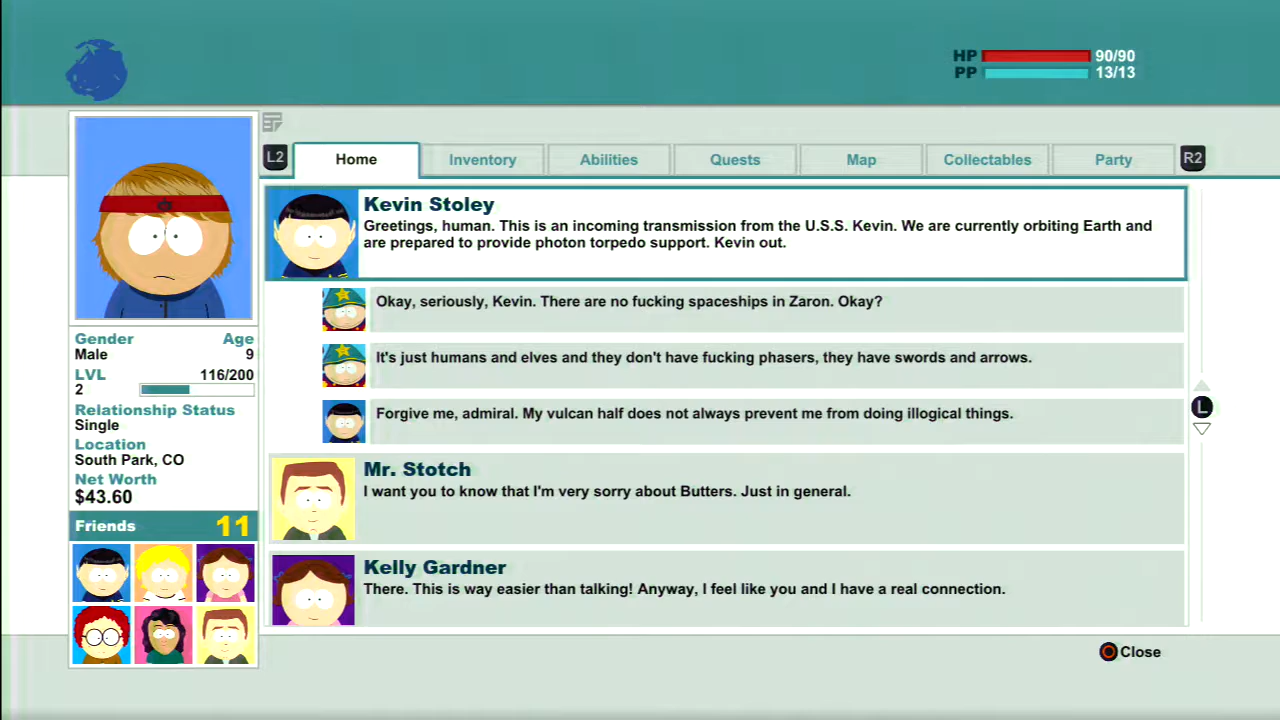 HP 90/90
PP 13/13
L2 Home Inventory Abilities Quests Map Collectables Party R2
Kevin Stoley
Greetings, human. This is an incoming transmission from the U.S.S. Kevin. We are currently orbiting Earth and
are prepared to provide photon torpedo support. Kevin out.
Okay, seriously, Kevin. There are no fucking spaceships in Zaron. Okay?
It's just humans and elves and they don't have fucking phasers, they have swords and arrows.
Forgive me, admiral. My vulcan half does not always prevent me from doing illogical things.
Mr. Stotch
I want you to know that I'm very sorry about Butters. Just in general.
Kelly Gardner
There. This is way easier than talking! Anyway, I feel like you and I have a real connection.
Gender Age
Male 9
LVL 116/200
2
Relationship Status
Single
Location
South Park, CO
Net Worth
$43.60
Friends 11
L
Close